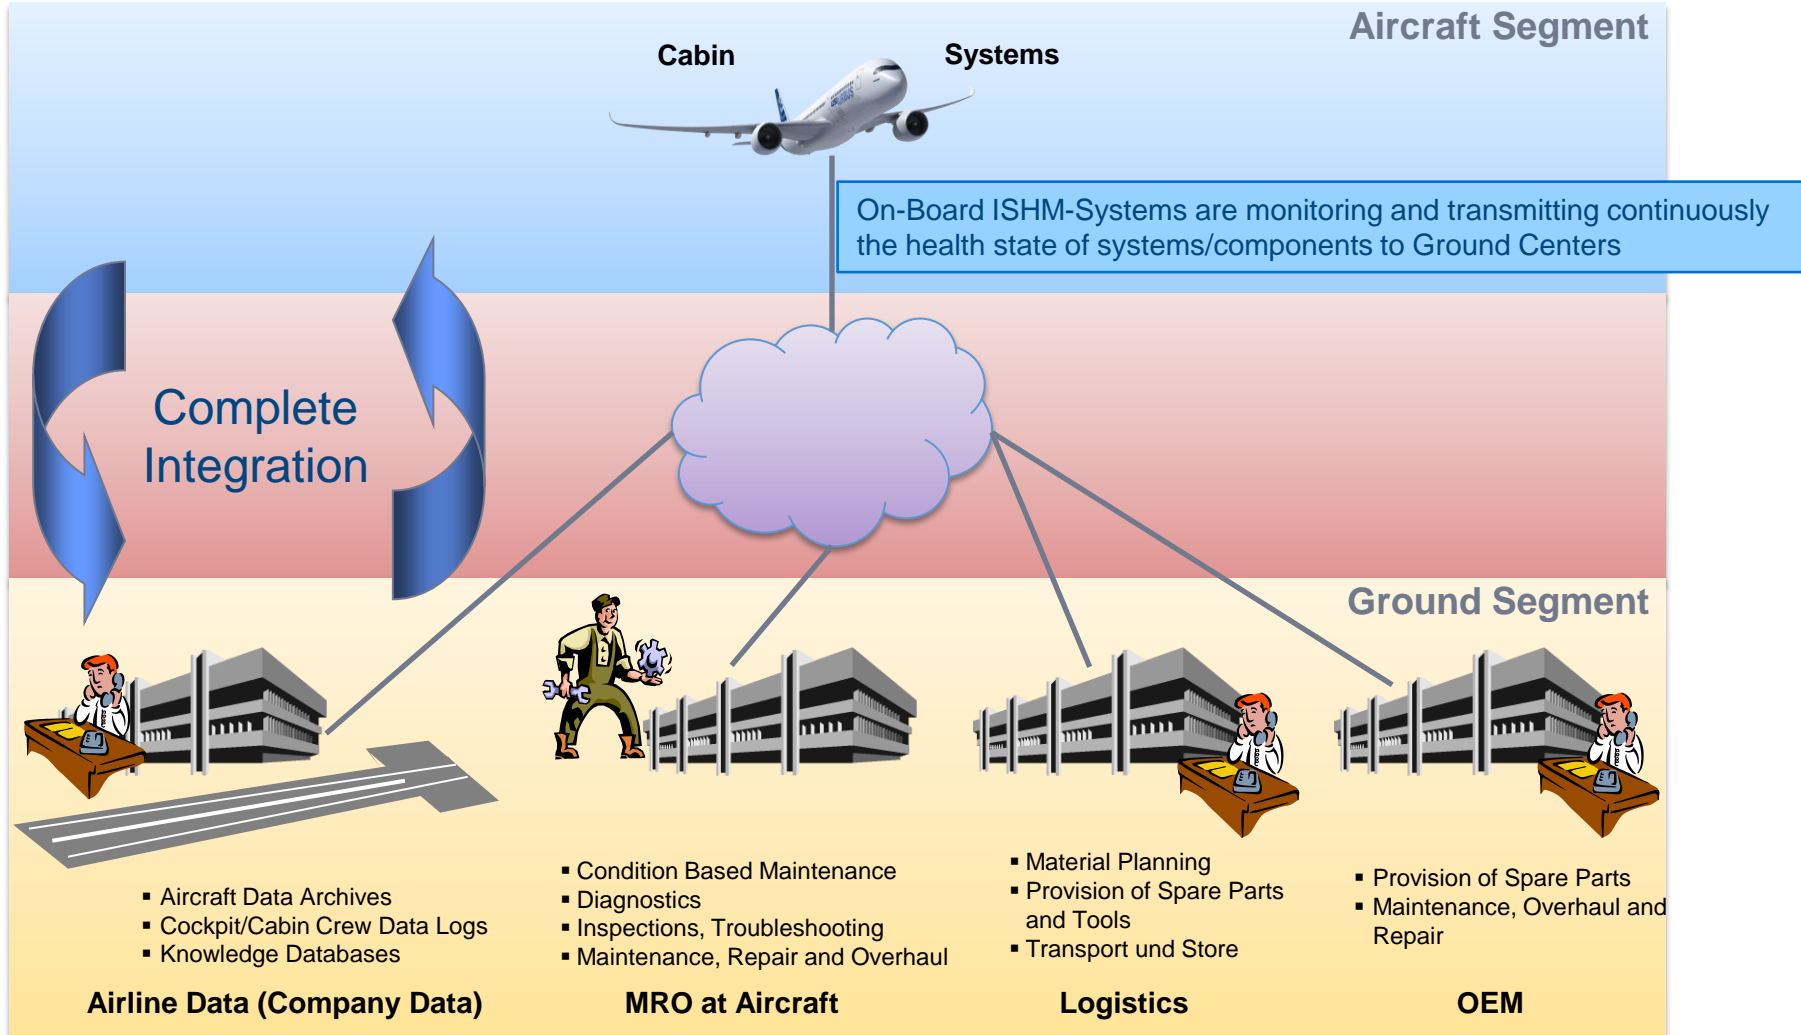 Aircraft Segment
Cabin
Systems
AIRBUS
On-Board ISHM-Systems are monitoring and transmitting continuously
the health state of systems/components to Ground Centers
Complete
Integration
Ground Segment
▪ Aircraft Data Archives
▪ Cockpit/Cabin Crew Data Logs
▪ Knowledge Databases
Airline Data (Company Data)
▪ Condition Based Maintenance
▪ Diagnostics
▪ Inspections, Troubleshooting
▪ Maintenance, Repair and Overhaul
MRO at Aircraft
▪ Material Planning
▪ Provision of Spare Parts
and Tools
▪ Transport und Store
Logistics
▪ Provision of Spare Parts
▪ Maintenance, Overhaul and
Repair
OEM